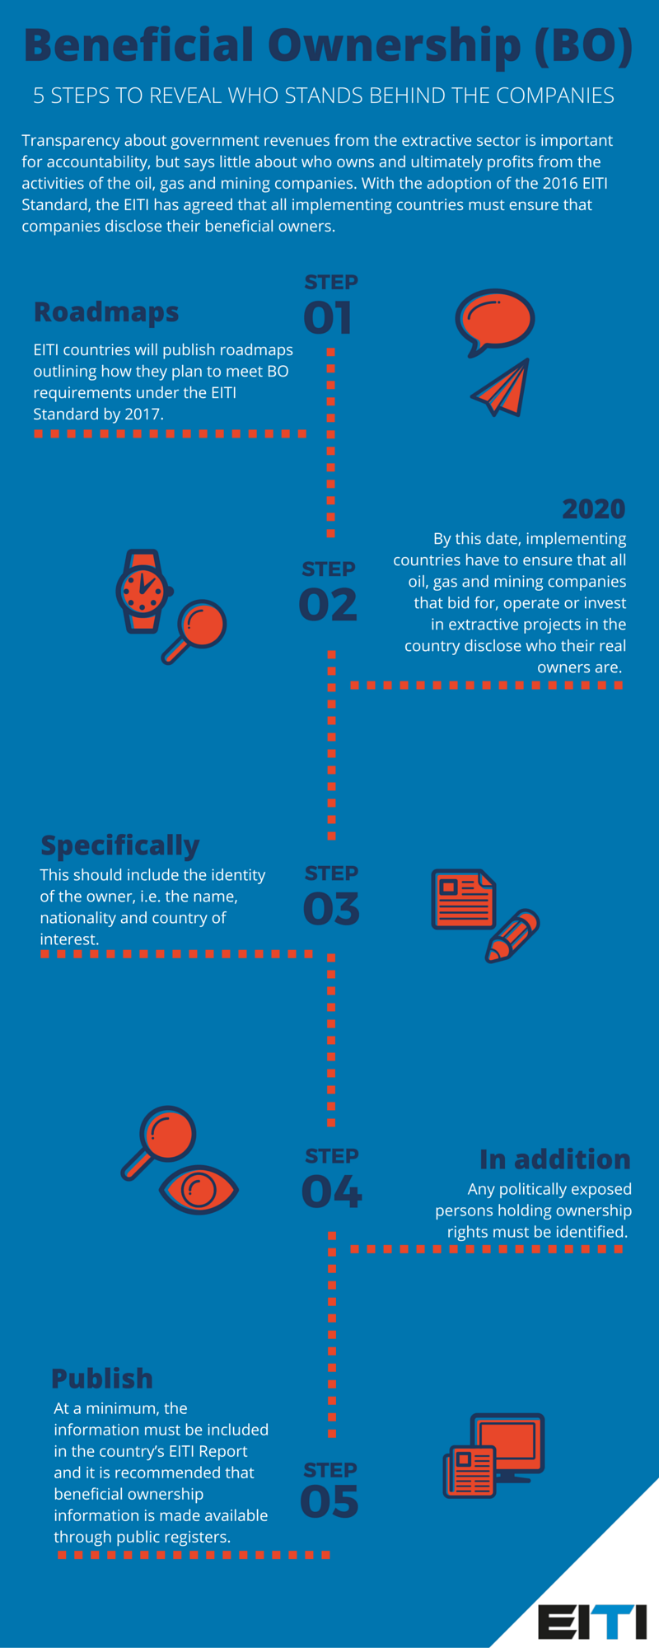 Beneficial Ownership (BO)
5 STEPS TO REVEAL WHO STANDS BEHIND THE COMPANIES
Transparency about government revenues from the extractive sector is important
for accountability, but says little about who owns and ultimately profits from the
activities of the oil, gas and mining companies. With the adoption of the 2016 EITI
Standard, the EITI has agreed that all implementing countries must ensure that
companies disclose their beneficial owners.
STEP
01
Roadmaps
EITI countries will publish roadmaps
outlining how they plan to meet BO
requirements under the EITI
Standard by 2017.
STEP
02
2020
By this date, implementing
countries have to ensure that all
oil, gas and mining companies
that bid for, operate or invest
in extractive projects in the
country disclose who their real
owners are.
STEP
03
Specifically
This should include the identity
of the owner, i.e. the name,
nationality and country of
interest.
STEP
04
In addition
Any politically exposed
persons holding ownership
rights must be identified.
Publish
At a minimum, the
information must be included
in the country's EITI Report
and it is recommended that
beneficial ownership
information is made available
through public registers.
STEP
05
EITI